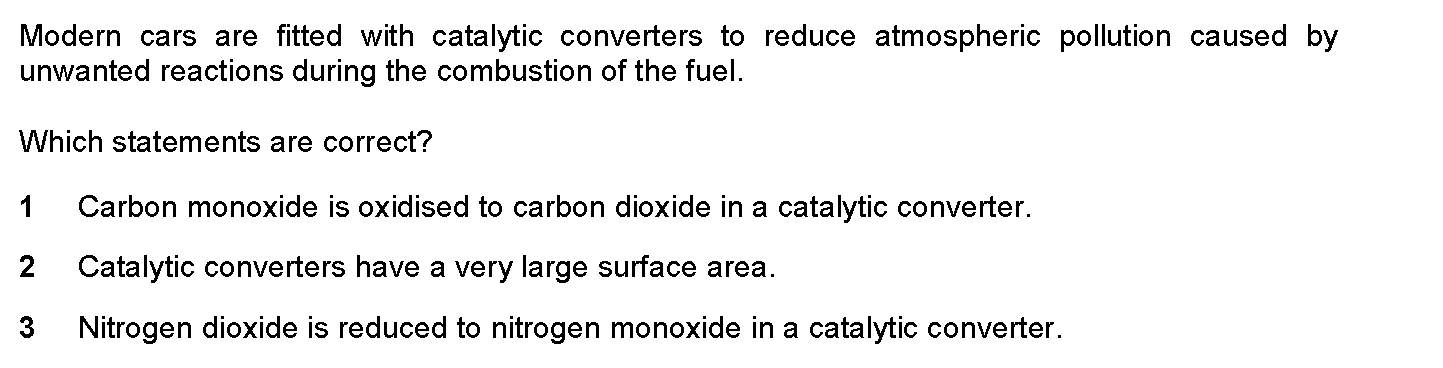 Modern cars are fitted with catalytic converters to reduce atmospheric pollution caused by
unwanted reactions during the combustion of the fuel.
Which statements are correct?
1 Carbon monoxide is oxidised to carbon dioxide in a catalytic converter.
2 Catalytic converters have a very large surface area.
3 Nitrogen dioxide is reduced to nitrogen monoxide in a catalytic converter.